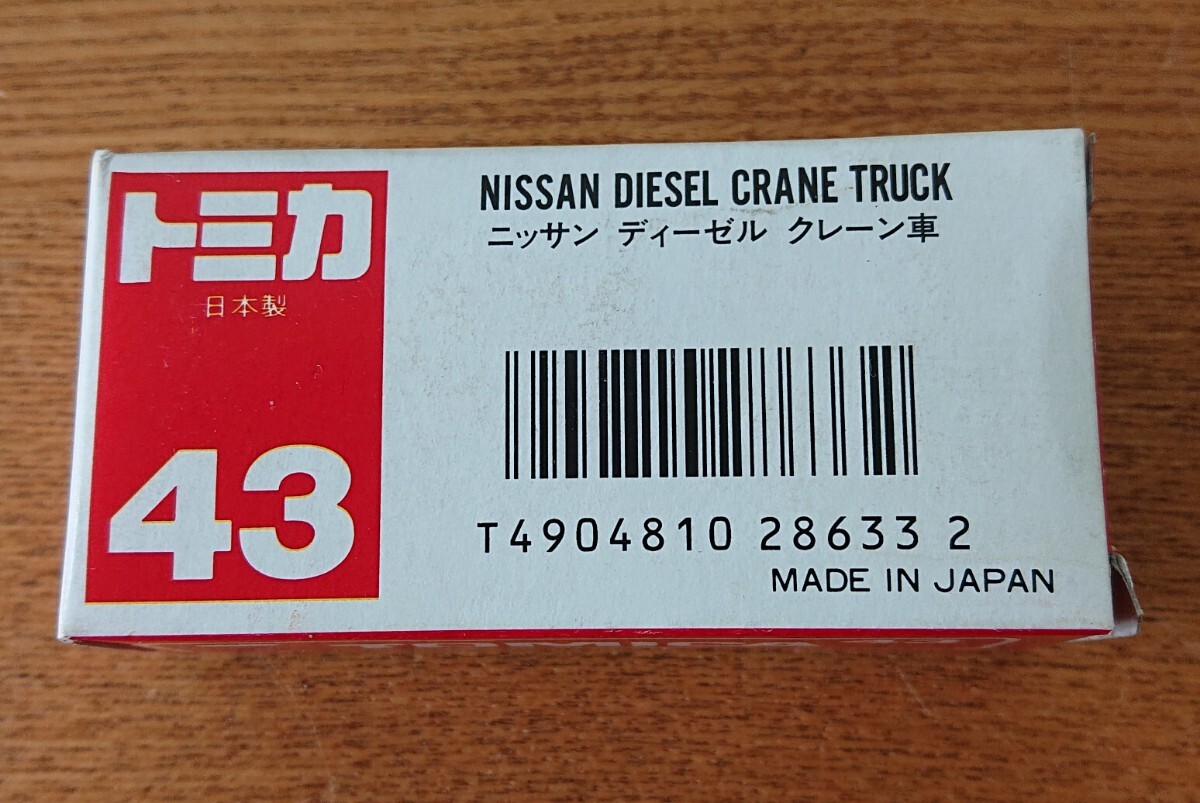 トミカ
日本製
43
NISSAN DIESEL CRANE TRUCK
ニッサン ディーゼル クレーン車
T4904810 28633 2
MADE IN JAPAN